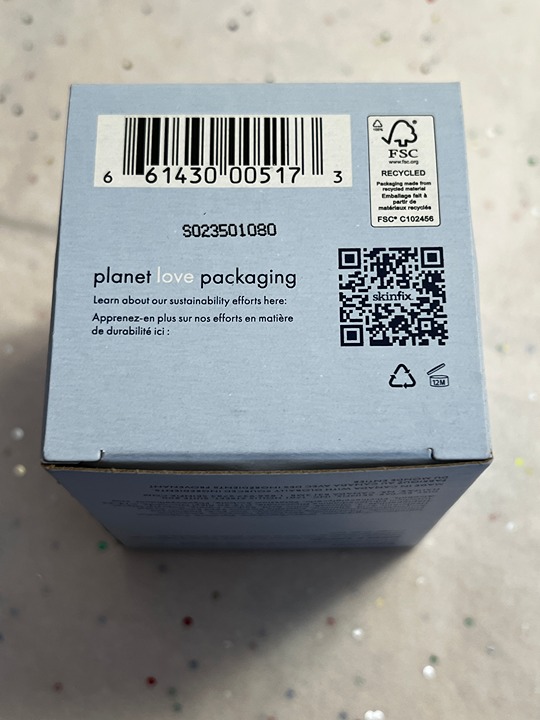 6 61430 00517 3
100%
FSC
www.fsc.org
RECYCLED
Packaging made from
recycled material
Emballage fait à
partir de
matériaux recyclés
FSC® C102456
S023501080
planet love packaging
Learn about our sustainability efforts here:
Apprenez-en plus sur nos efforts en matière
de durabilité ici :
skinfix
12M